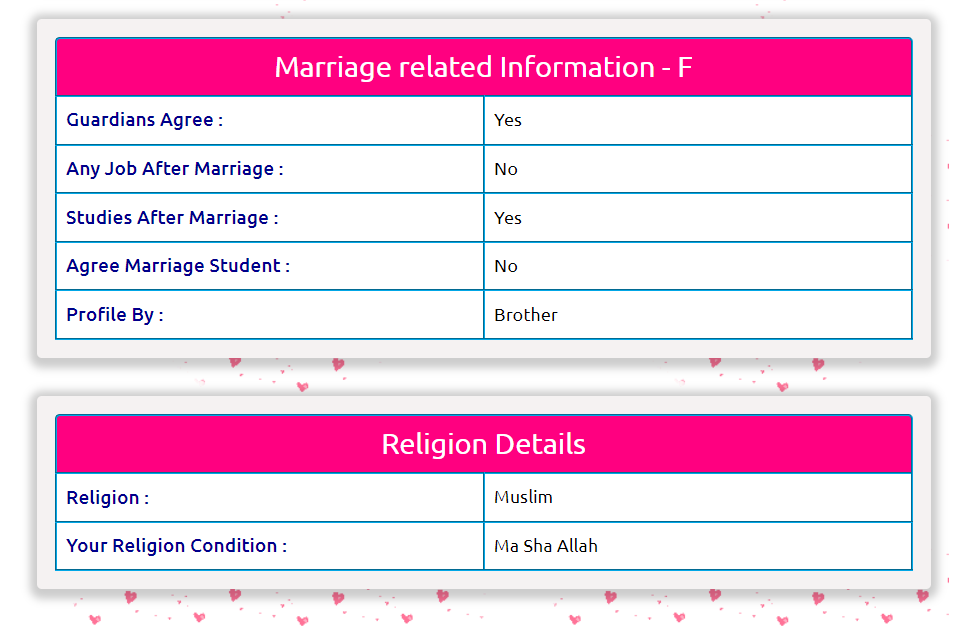 Marriage related Information - F
Guardians Agree : Yes
Any Job After Marriage : No
Studies After Marriage : Yes
Agree Marriage Student : No
Profile By : Brother
Religion Details
Religion : Muslim
Your Religion Condition : Ma Sha Allah